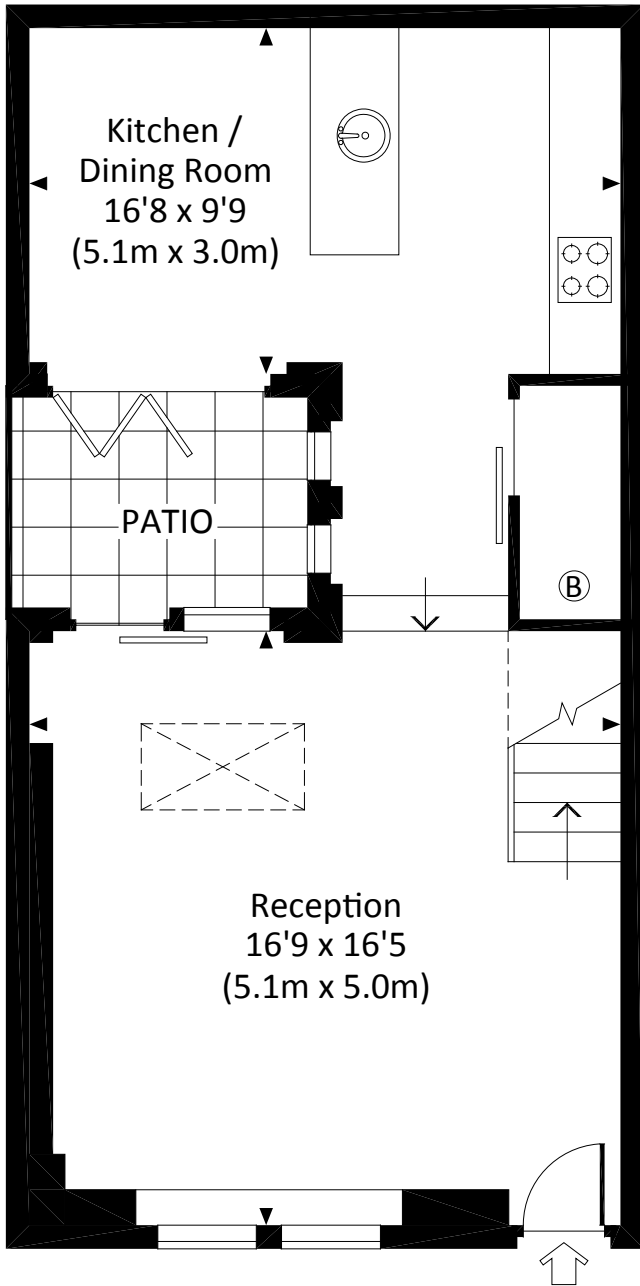 Kitchen /
Dining Room
16'8 x 9'9
(5.1m x 3.0m)
PATIO
B
Reception
16'9 x 16'5
(5.1m x 5.0m)